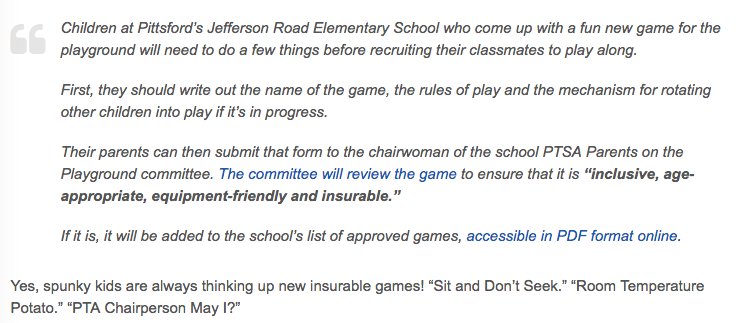 Children at Pittsford’s Jefferson Road Elementary School who come up with a fun new game for the
playground will need to do a few things before recruiting their classmates to play along.
First, they should write out the name of the game, the rules of play and the mechanism for rotating
other children into play if it’s in progress.
Their parents can then submit that form to the chairwoman of the school PTSA Parents on the
Playground committee. The committee will review the game to ensure that it is “inclusive, age-
appropriate, equipment-friendly and insurable.”
If it is, it will be added to the school’s list of approved games, accessible in PDF format online.
Yes, spunky kids are always thinking up new insurable games! “Sit and Don’t Seek.” “Room Temperature
Potato.” “PTA Chairperson May I?”